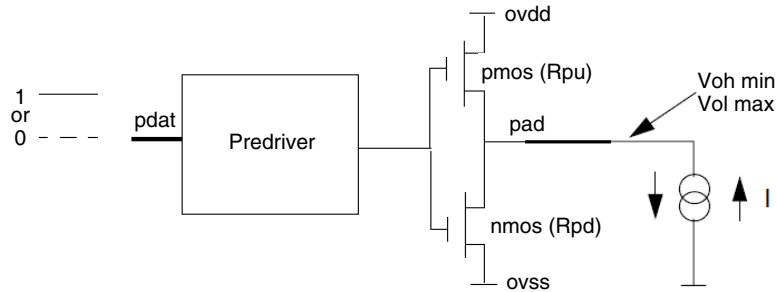 ovdd
pmos (Rpu)
1
or
0
pdat
Predriver
pad
Voh min
Vol max
I
nmos (Rpd)
ovss